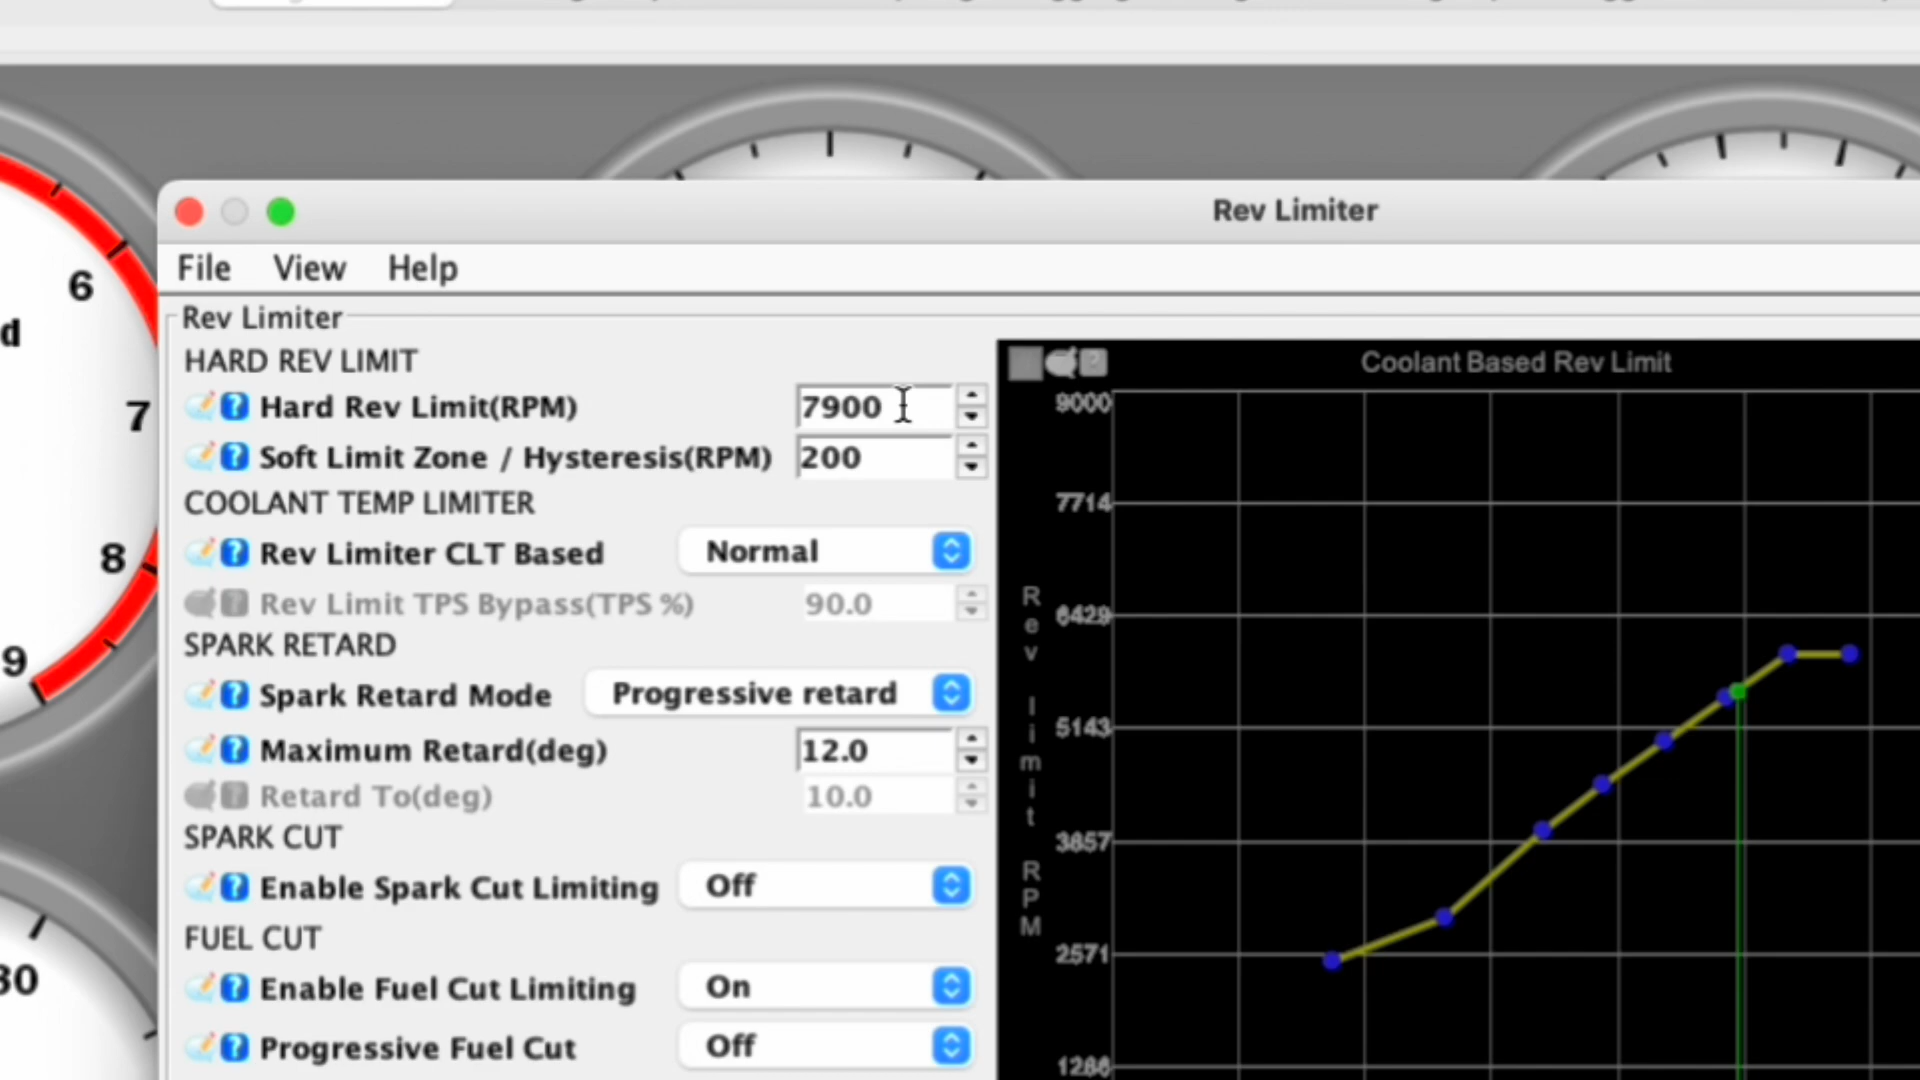 Rev Limiter
File View Help
Rev Limiter
HARD REV LIMIT
Hard Rev Limit(RPM) 7900
Soft Limit Zone / Hysteresis(RPM) 200
COOLANT TEMP LIMITER
Rev Limiter CLT Based Normal
Rev Limit TPS Bypass(TPS %) 90.0
SPARK RETARD
Spark Retard Mode Progressive retard
Maximum Retard(deg) 12.0
Retard To(deg) 10.0
SPARK CUT
Enable Spark Cut Limiting Off
FUEL CUT
Enable Fuel Cut Limiting On
Progressive Fuel Cut Off
Coolant Based Rev Limit
9000
7714
6429
5143
3857
2571
1286
Rev limit RPM
6
d
7
8
9
30